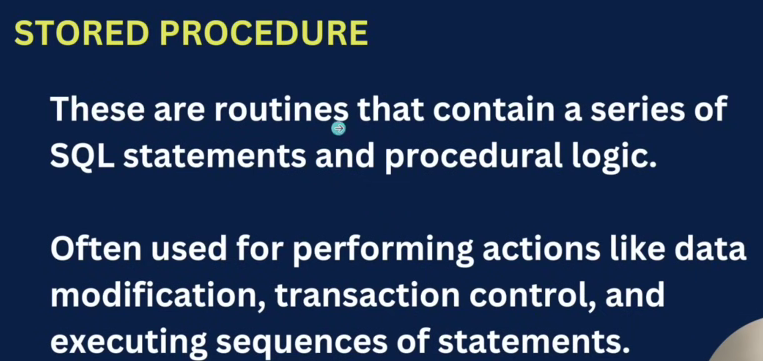 STORED PROCEDURE
These are routines that contain a series of
SQL statements and procedural logic.
Often used for performing actions like data
modification, transaction control, and
executing sequences of statements.